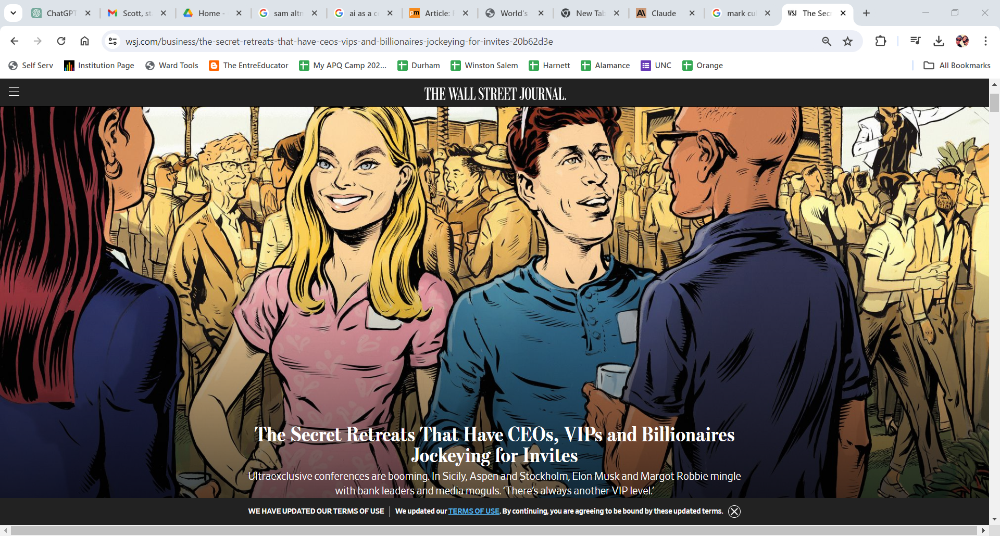 ChatGPT
Scott, st
Home -
sam altm
ai as a co
Article:
World's
New Tab
Claude
mark cu
WSJ The Sec
wsj.com/business/the-secret-retreats-that-have-ceos-vips-and-billionaires-jockeying-for-invites-20b62d3e
Self Serv
Institution Page
Ward Tools
The EntreEducator
My APQ Camp 202...
Durham
Winston Salem
Harnett
Alamance
UNC
Orange
All Bookmarks
THE WALL STREET JOURNAL.
The Secret Retreats That Have CEOs, VIPs and Billionaires
Jockeying for Invites
Ultraexclusive conferences are booming. In Sicily, Aspen and Stockholm, Elon Musk and Margot Robbie mingle
with bank leaders and media moguls. ‘There’s always another VIP level.’
WE HAVE UPDATED OUR TERMS OF USE | We updated our TERMS OF USE. By continuing, you are agreeing to be bound by these updated terms.